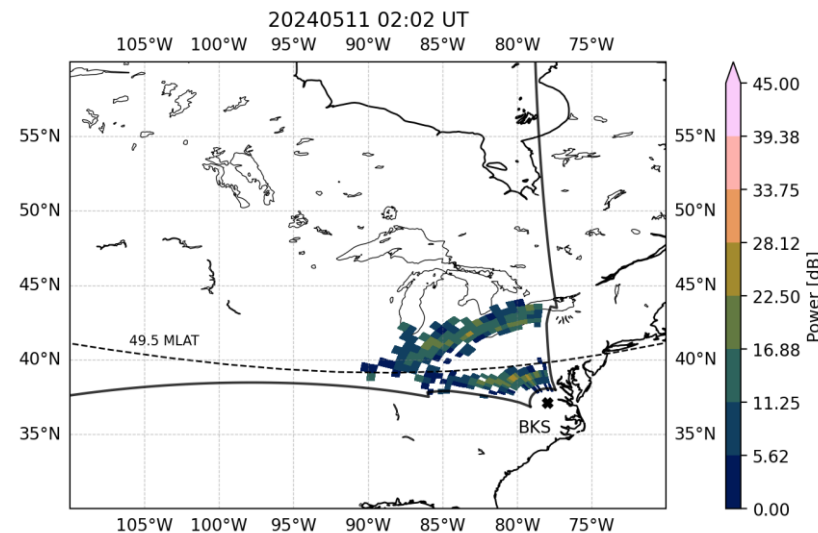 20240511 02:02 UT
105°W 100°W 95°W 90°W 85°W 80°W 75°W
55°N 55°N
50°N 50°N
45°N 45°N
40°N 40°N
35°N 35°N
49.5 MLAT
BKS
105°W 100°W 95°W 90°W 85°W 80°W 75°W
45.00
39.38
33.75
28.12
22.50
16.88
11.25
5.62
0.00
Power [dB]